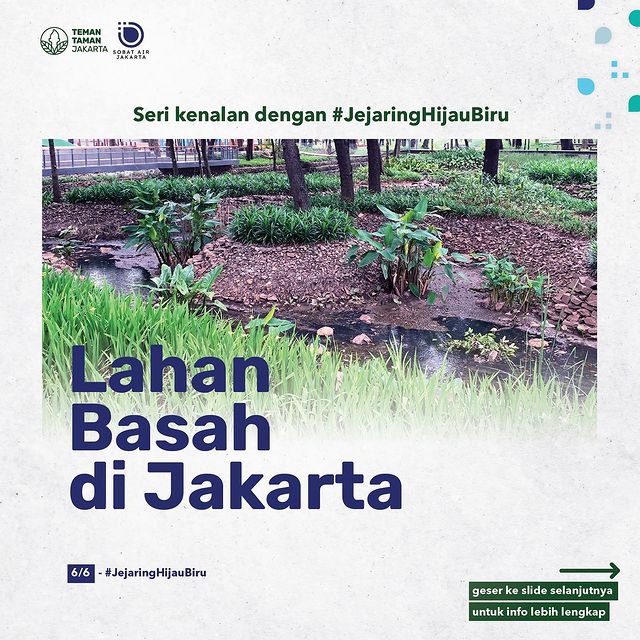 TEMAN
TAMAN
JAKARTA
SOBAT AIR
JAKARTA
Seri kenalan dengan #JejaringHijauBiru
Lahan
Basah
di Jakarta
6/6 - #JejaringHijauBiru
geser ke slide selanjutnya
untuk info lebih lengkap